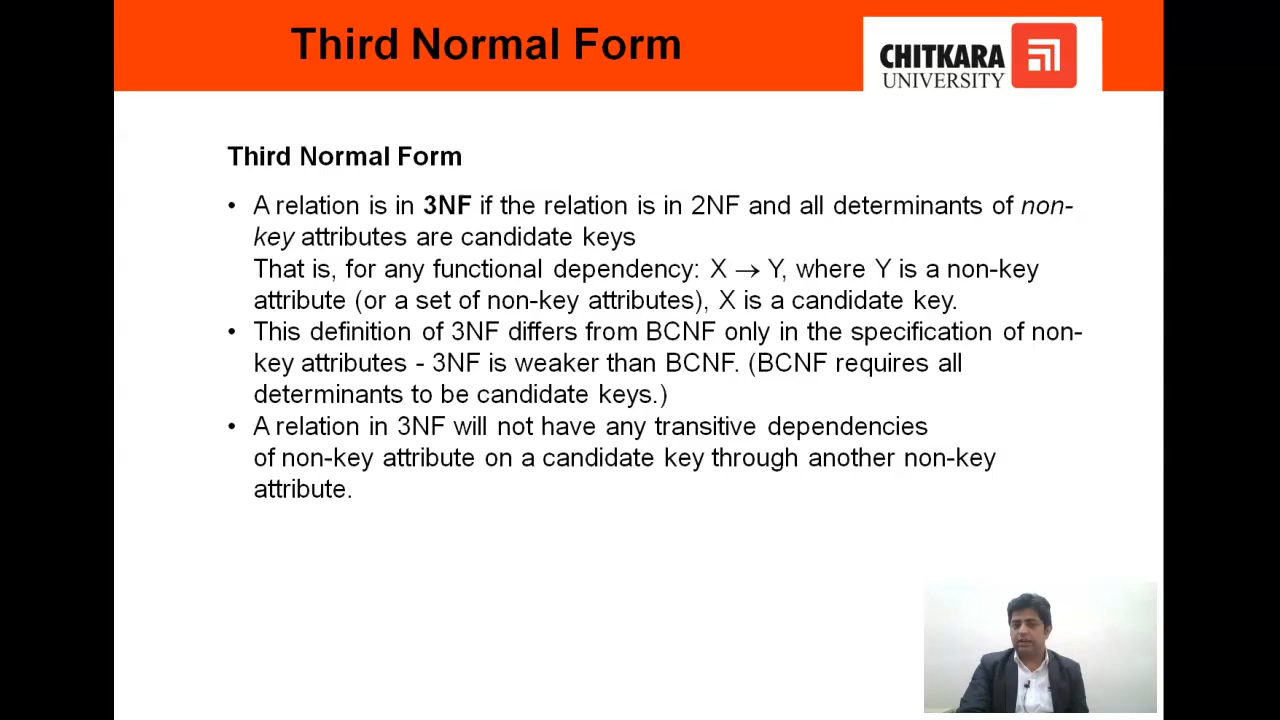 Third Normal Form
CHITKARA
UNIVERSITY
Third Normal Form
• A relation is in 3NF if the relation is in 2NF and all determinants of non-
key attributes are candidate keys
That is, for any functional dependency: X → Y, where Y is a non-key
attribute (or a set of non-key attributes), X is a candidate key.
• This definition of 3NF differs from BCNF only in the specification of non-
key attributes - 3NF is weaker than BCNF. (BCNF requires all
determinants to be candidate keys.)
• A relation in 3NF will not have any transitive dependencies
of non-key attribute on a candidate key through another non-key
attribute.